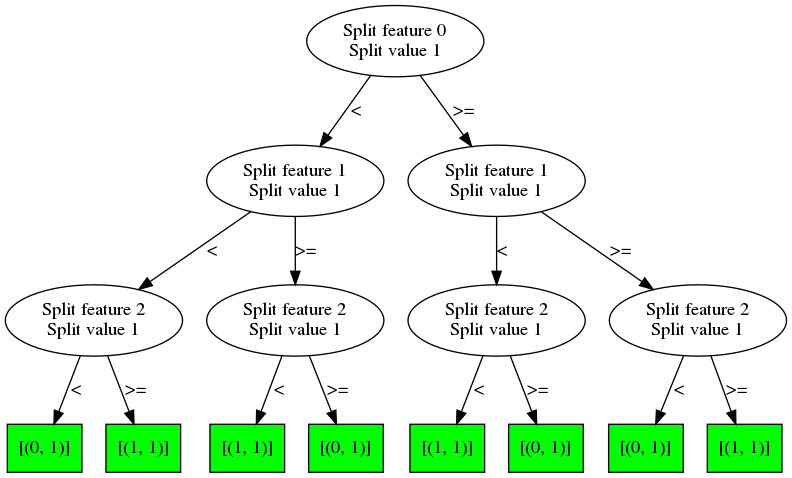 Split feature 0
Split value 1
<
>=
Split feature 1
Split value 1
Split feature 1
Split value 1
<
>=
<
>=
Split feature 2
Split value 1
Split feature 2
Split value 1
Split feature 2
Split value 1
Split feature 2
Split value 1
<
>=
<
>=
<
>=
<
>=
[(0, 1)]
[(1, 1)]
[(1, 1)]
[(0, 1)]
[(1, 1)]
[(0, 1)]
[(0, 1)]
[(1, 1)]